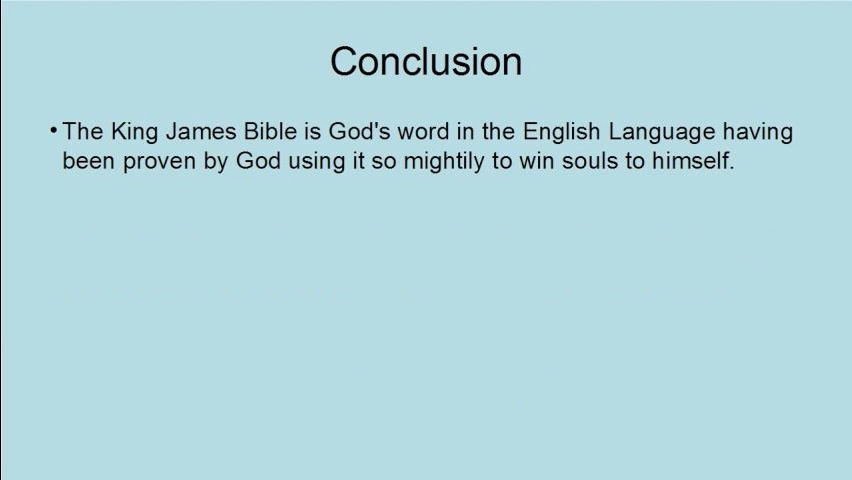 Conclusion
• The King James Bible is God's word in the English Language having
been proven by God using it so mightily to win souls to himself.